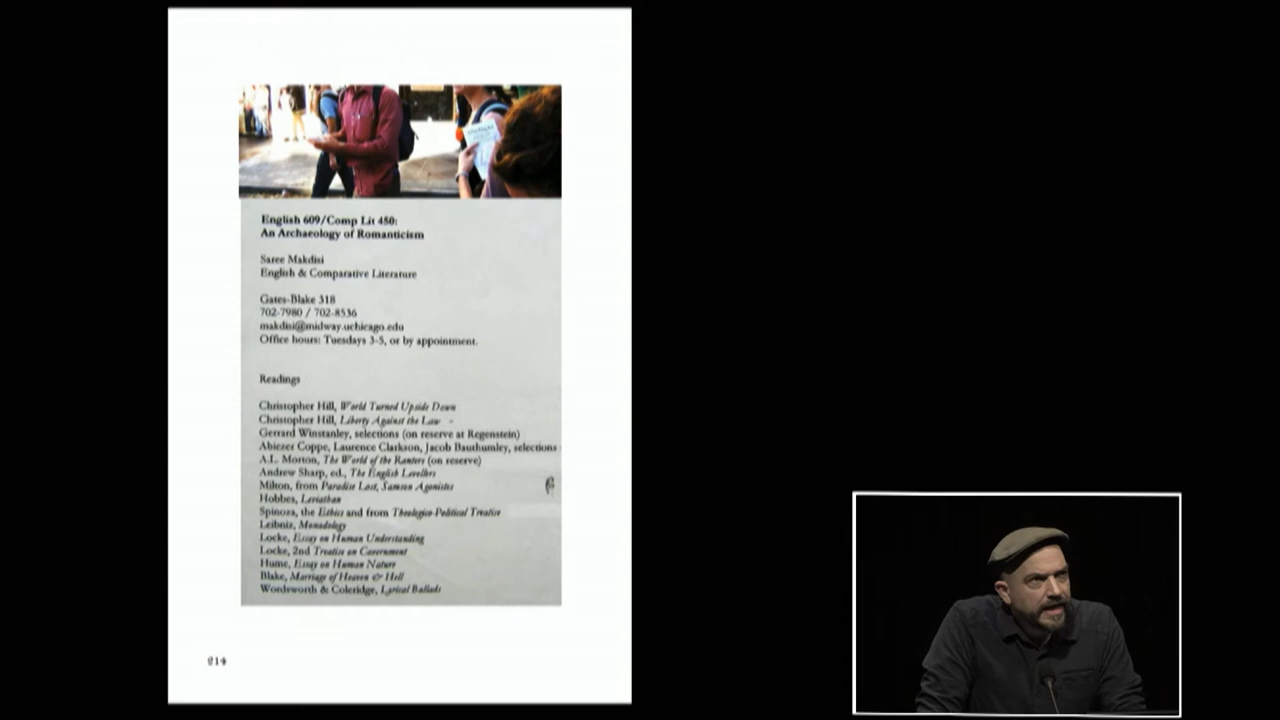 English 609/Comp Lit 450:
An Archaeology of Romanticism
Saree Makdisi
English & Comparative Literature
Gates-Blake 318
702-7980 / 702-8536
makdisi@midway.uchicago.edu
Office hours: Tuesdays 3-5, or by appointment.
Readings
Christopher Hill, World Turned Upside Down
Christopher Hill, Liberty Against the Law -
Gerrard Winstanley, selections (on reserve at Regenstein)
Abiezer Coppe, Laurence Clarkson, Jacob Bauthumley, selections
A.L. Morton, The World of the Ranters (on reserve)
Andrew Sharp, ed., The English Levellers
Milton, from Paradise Lost, Samson Agonistes
Hobbes, Leviathan
Spinoza, the Ethics and from Theologico-Political Treatise
Leibniz, Monadology
Locke, Essay on Human Understanding
Locke, 2nd Treatise on Government
Hume, Essay on Human Nature
Blake, Marriage of Heaven & Hell
Wordsworth & Coleridge, Lyrical Ballads
214